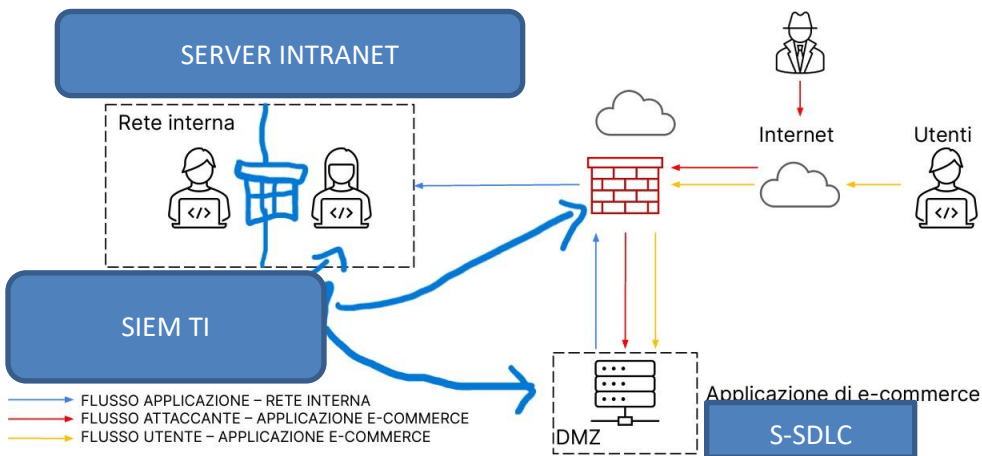 SERVER INTRANET
Rete interna
Internet
Utenti
SIEM TI
FLUSSO APPLICAZIONE – RETE INTERNA
FLUSSO ATTACCANTE – APPLICAZIONE E-COMMERCE
FLUSSO UTENTE – APPLICAZIONE E-COMMERCE
DMZ
Applicazione di e-commerce
S-SDLC